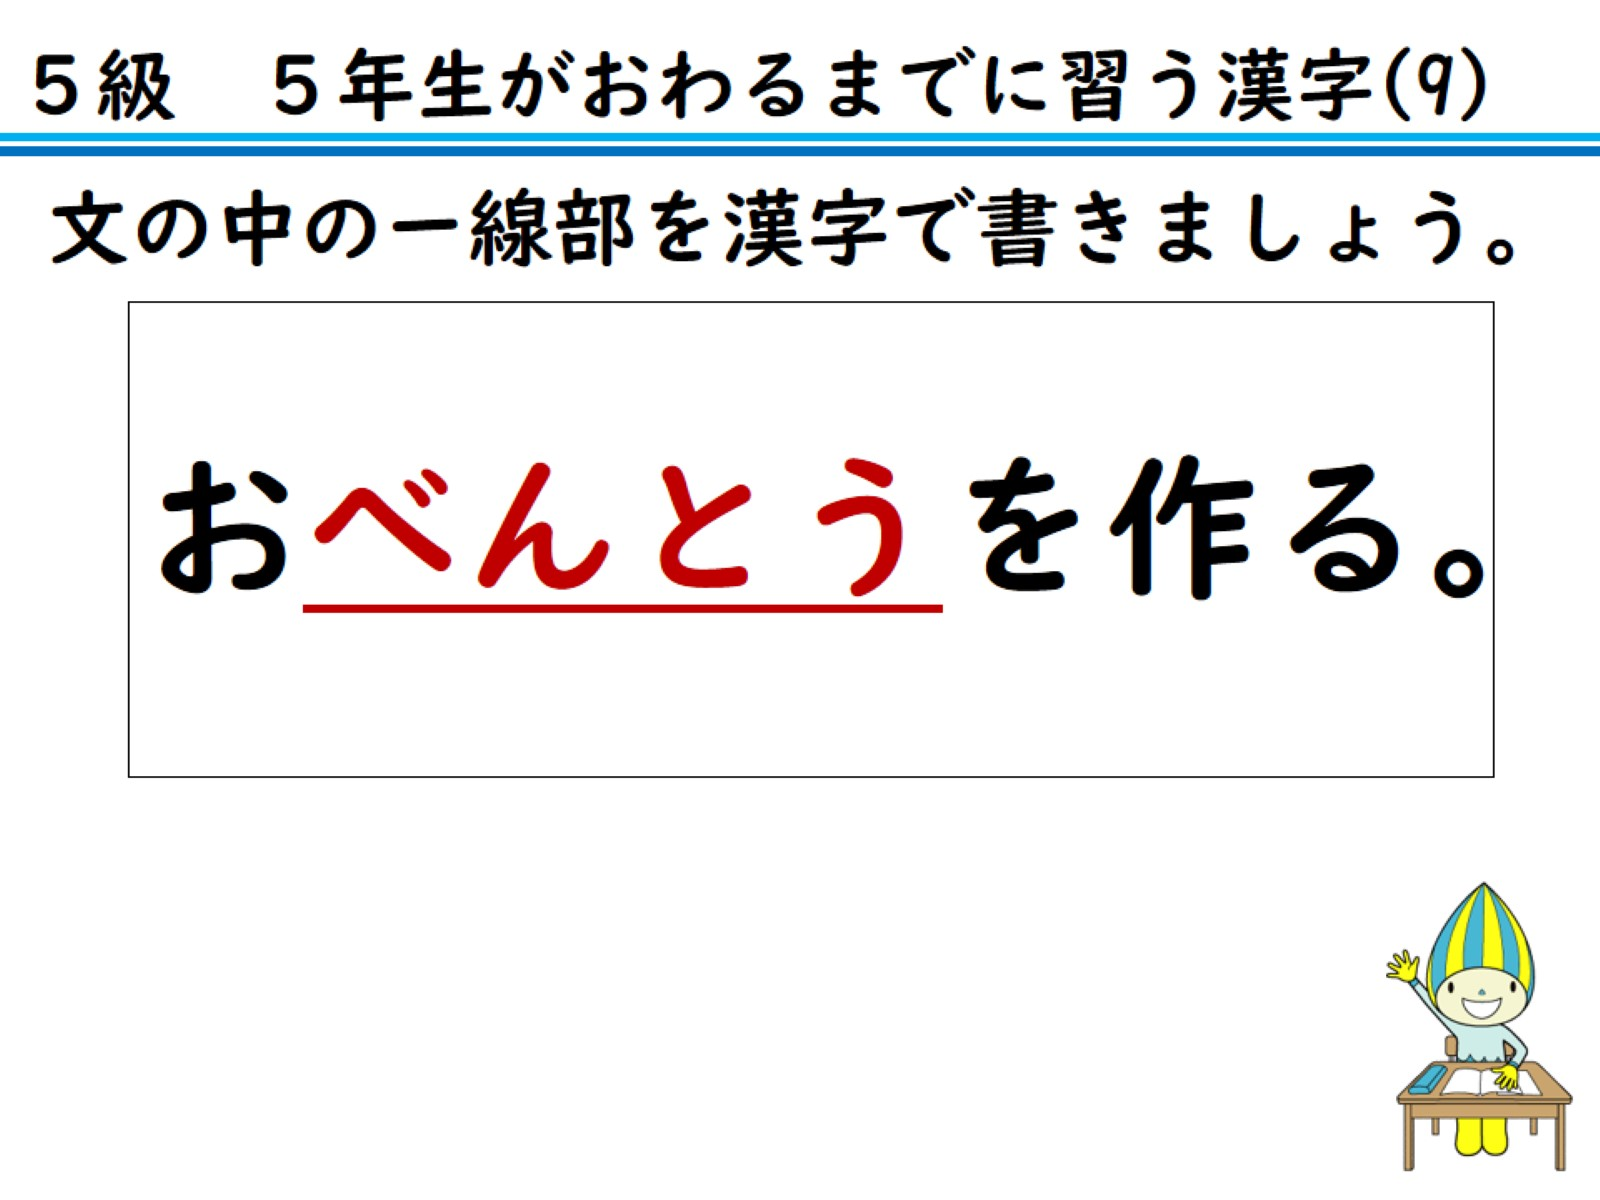 ５級　５年生がおわるまでに習う漢字(9)
文の中の一線部を漢字で書きましょう。
おべんとうを作る。